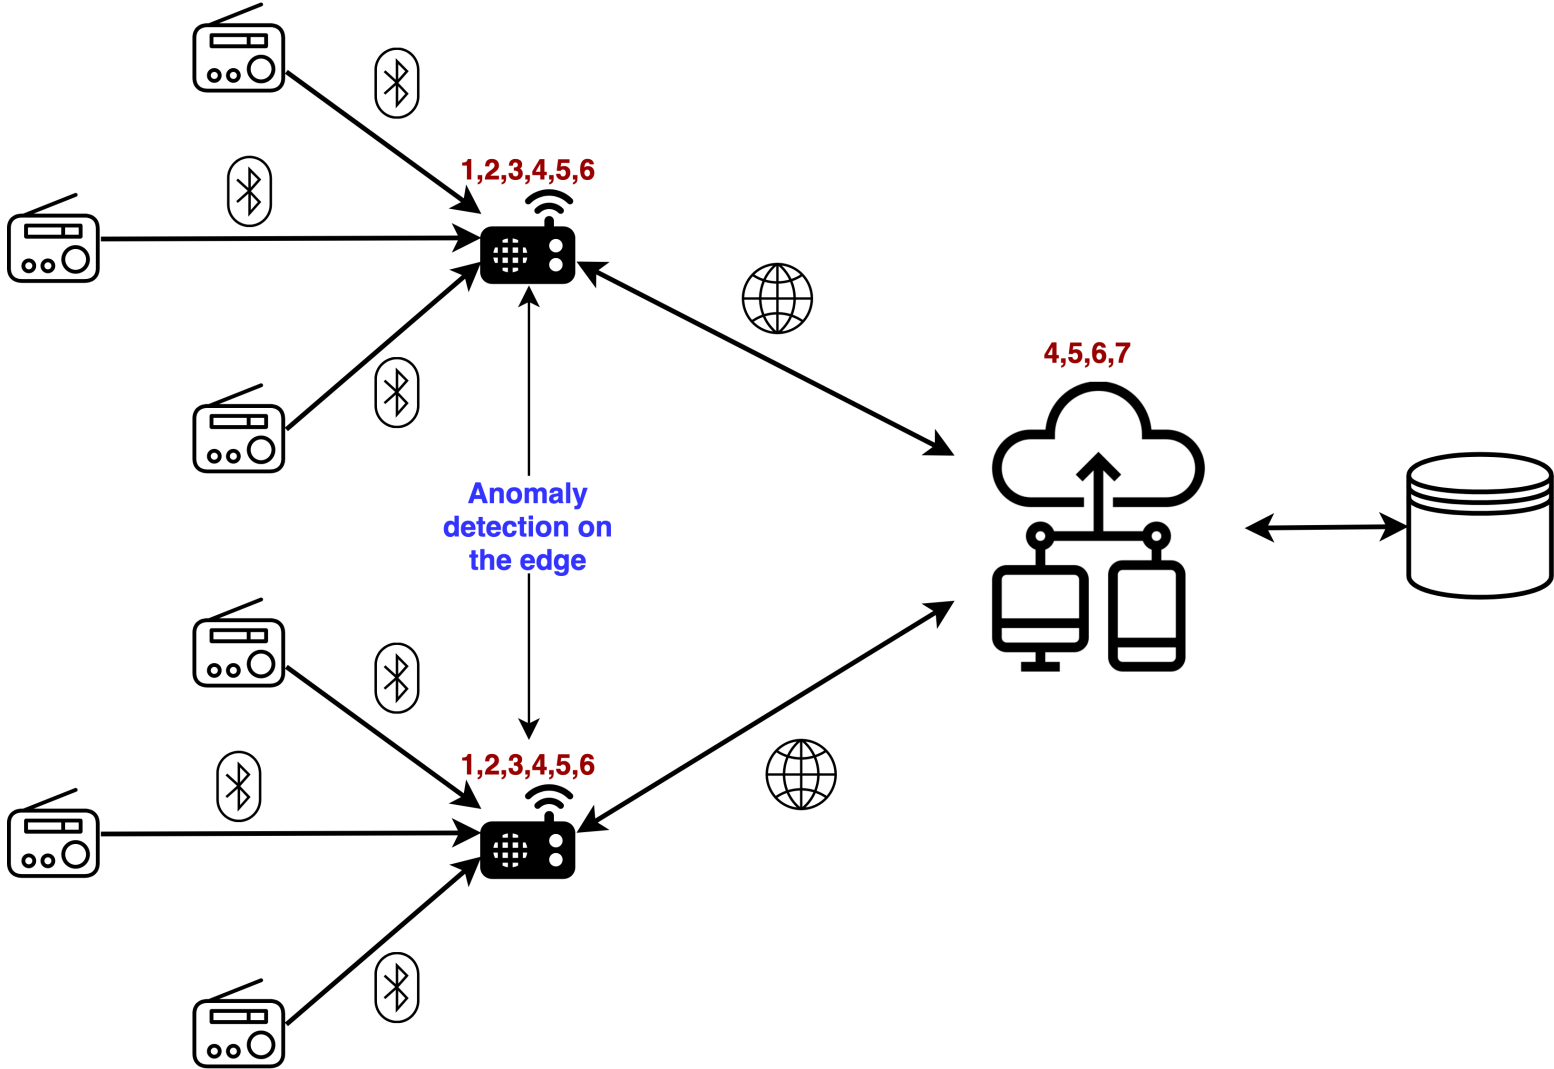 1,2,3,4,5,6
4,5,6,7
Anomaly
detection on
the edge
1,2,3,4,5,6